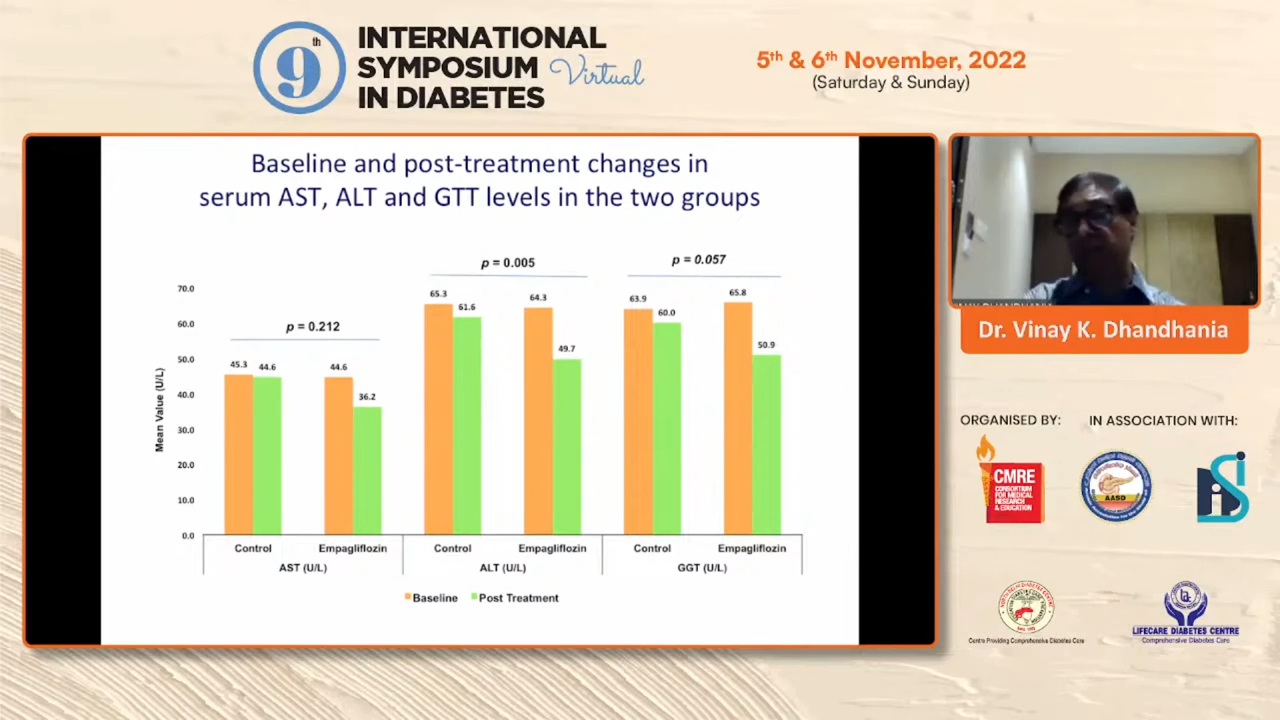 9th
INTERNATIONAL
SYMPOSIUM Virtual
IN DIABETES
5th & 6th November, 2022
(Saturday & Sunday)
Baseline and post-treatment changes in
serum AST, ALT and GTT levels in the two groups
p = 0.212
p = 0.005
p = 0.057
Mean Value (U/L)
70.0
60.0
50.0
40.0
30.0
20.0
10.0
0.0
45.3 44.6 44.6 36.2 65.3 61.6 64.3 49.7 63.9 60.0 65.8 50.9
Control Empagliflozin Control Empagliflozin Control Empagliflozin
AST (U/L) ALT (U/L) GGT (U/L)
Baseline Post Treatment
Dr. Vinay K. Dhandhania
ORGANISED BY: IN ASSOCIATION WITH:
CMRE
CONSORTIUM
FOR MEDICAL
RESEARCH
& EDUCATION
AASD
Centre Providing Comprehensive Diabetes Care
LIFECARE DIABETES CENTRE
Comprehensive Diabetes Care